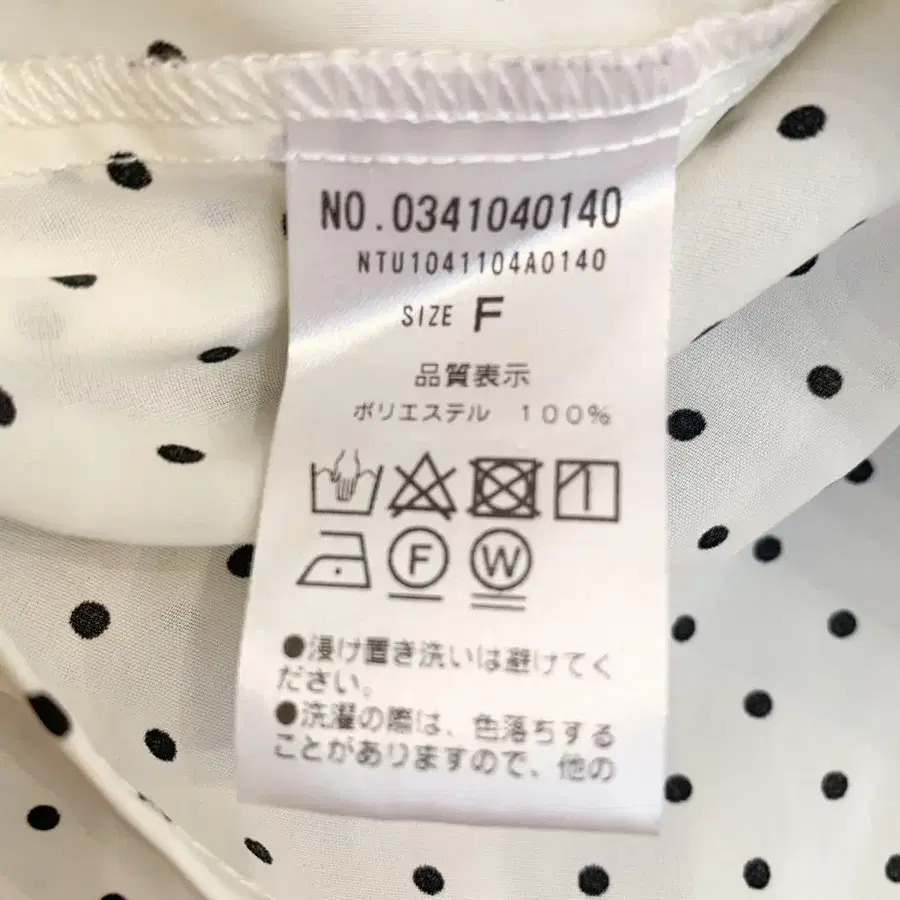 NO.0341040140
NTU1041104A0140
SIZE F
品質表示
ポリエステル 100%
F W
●浸け置き洗いは避けてく
ださい。
●洗濯の際は、色落ちする
ことがありますので、他の